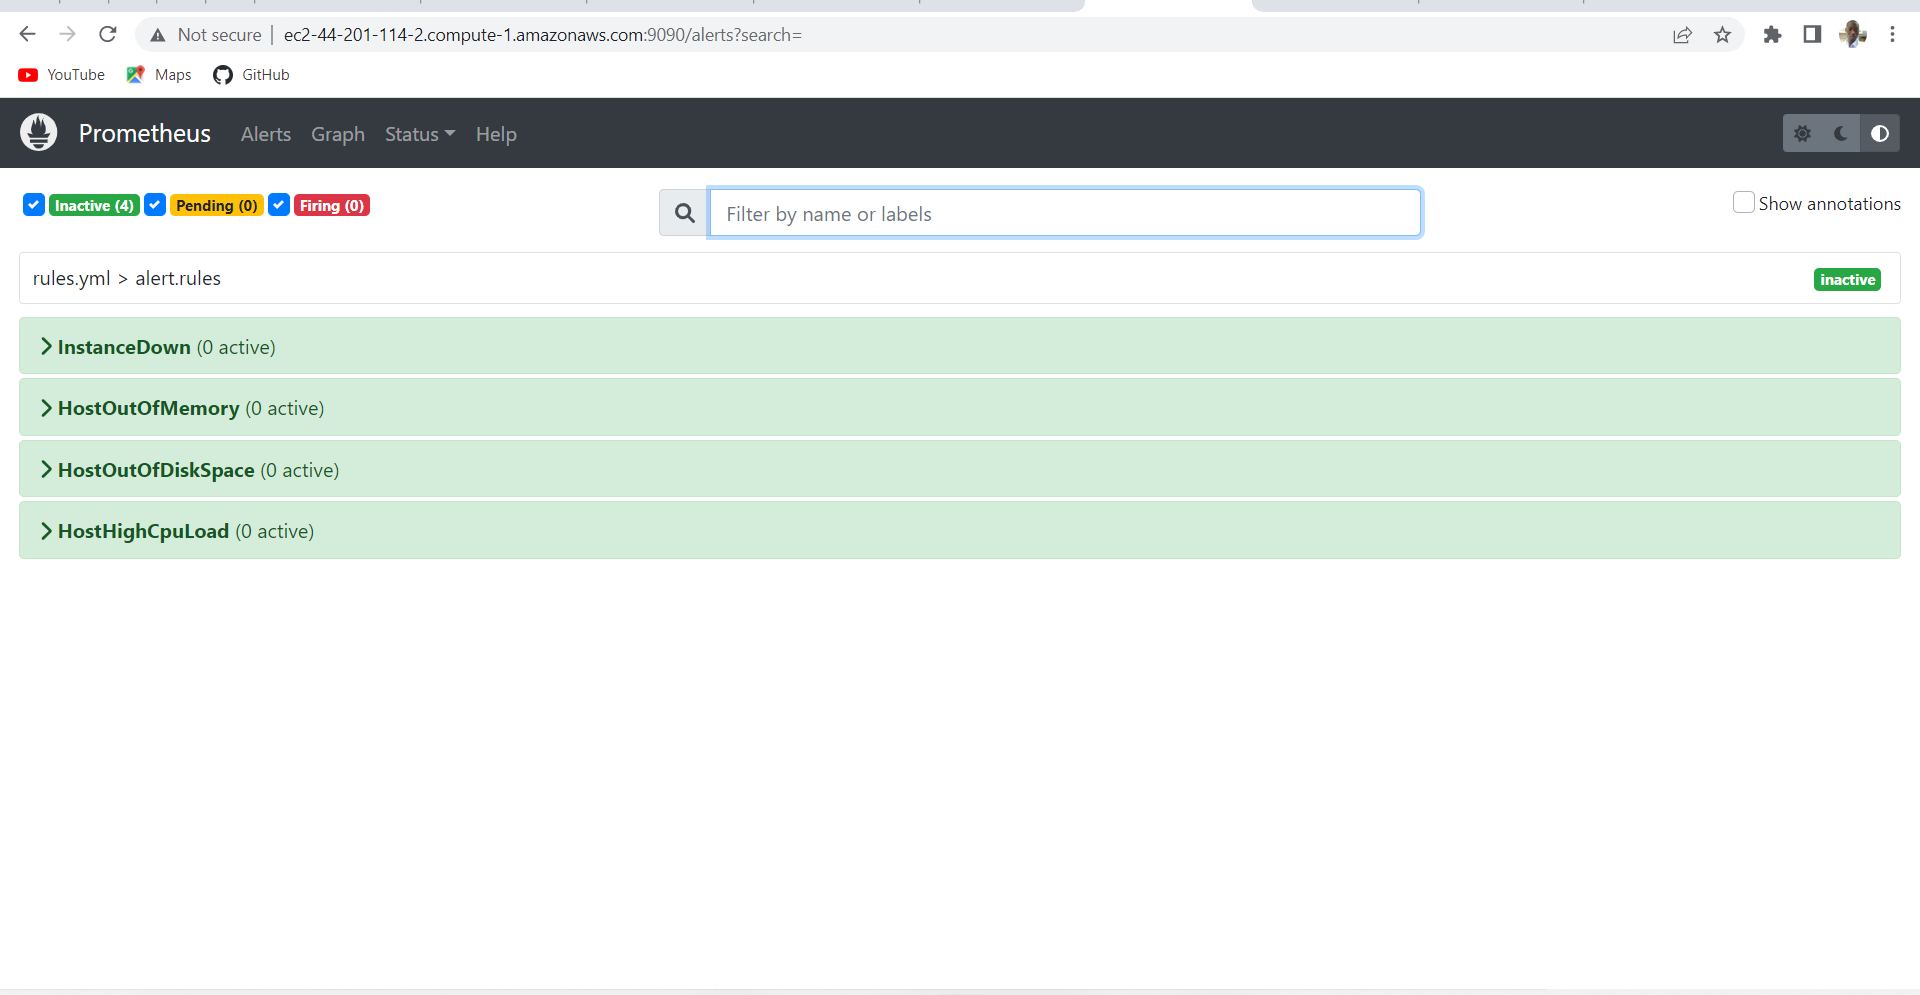 Not secure | ec2-44-201-114-2.compute-1.amazonaws.com:9090/alerts?search=
YouTube Maps GitHub
Prometheus Alerts Graph Status Help
Inactive (4) Pending (0) Firing (0) Filter by name or labels Show annotations
rules.yml > alert.rules inactive
InstanceDown (0 active)
HostOutOfMemory (0 active)
HostOutOfDiskSpace (0 active)
HostHighCpuLoad (0 active)